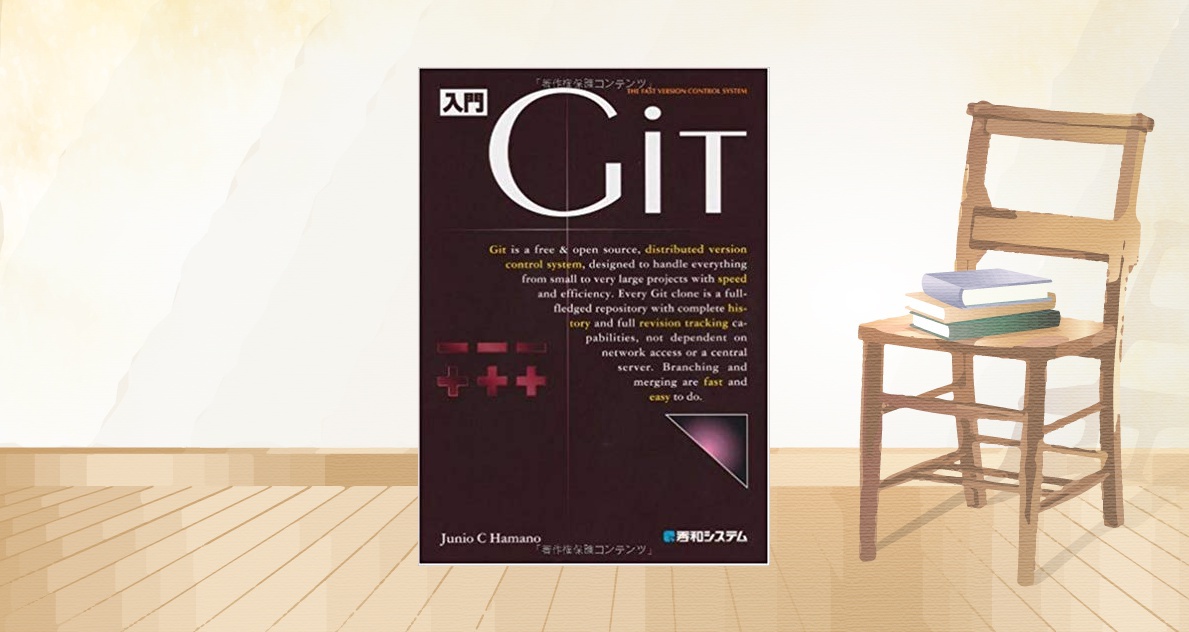 「著作権保護コンテンツ」
THE FAST VERSION CONTROL SYSTEM
入門
Git
Git is a free & open source, distributed version
control system, designed to handle everything
from small to very large projects with speed
and efficiency. Every Git clone is a full-
fledged repository with complete his-
tory and full revision tracking ca-
pabilities, not dependent on
network access or a central
server. Branching and
merging are fast and
easy to do.
Junio C Hamano
秀和システム
「著作権保護コンテンツ」